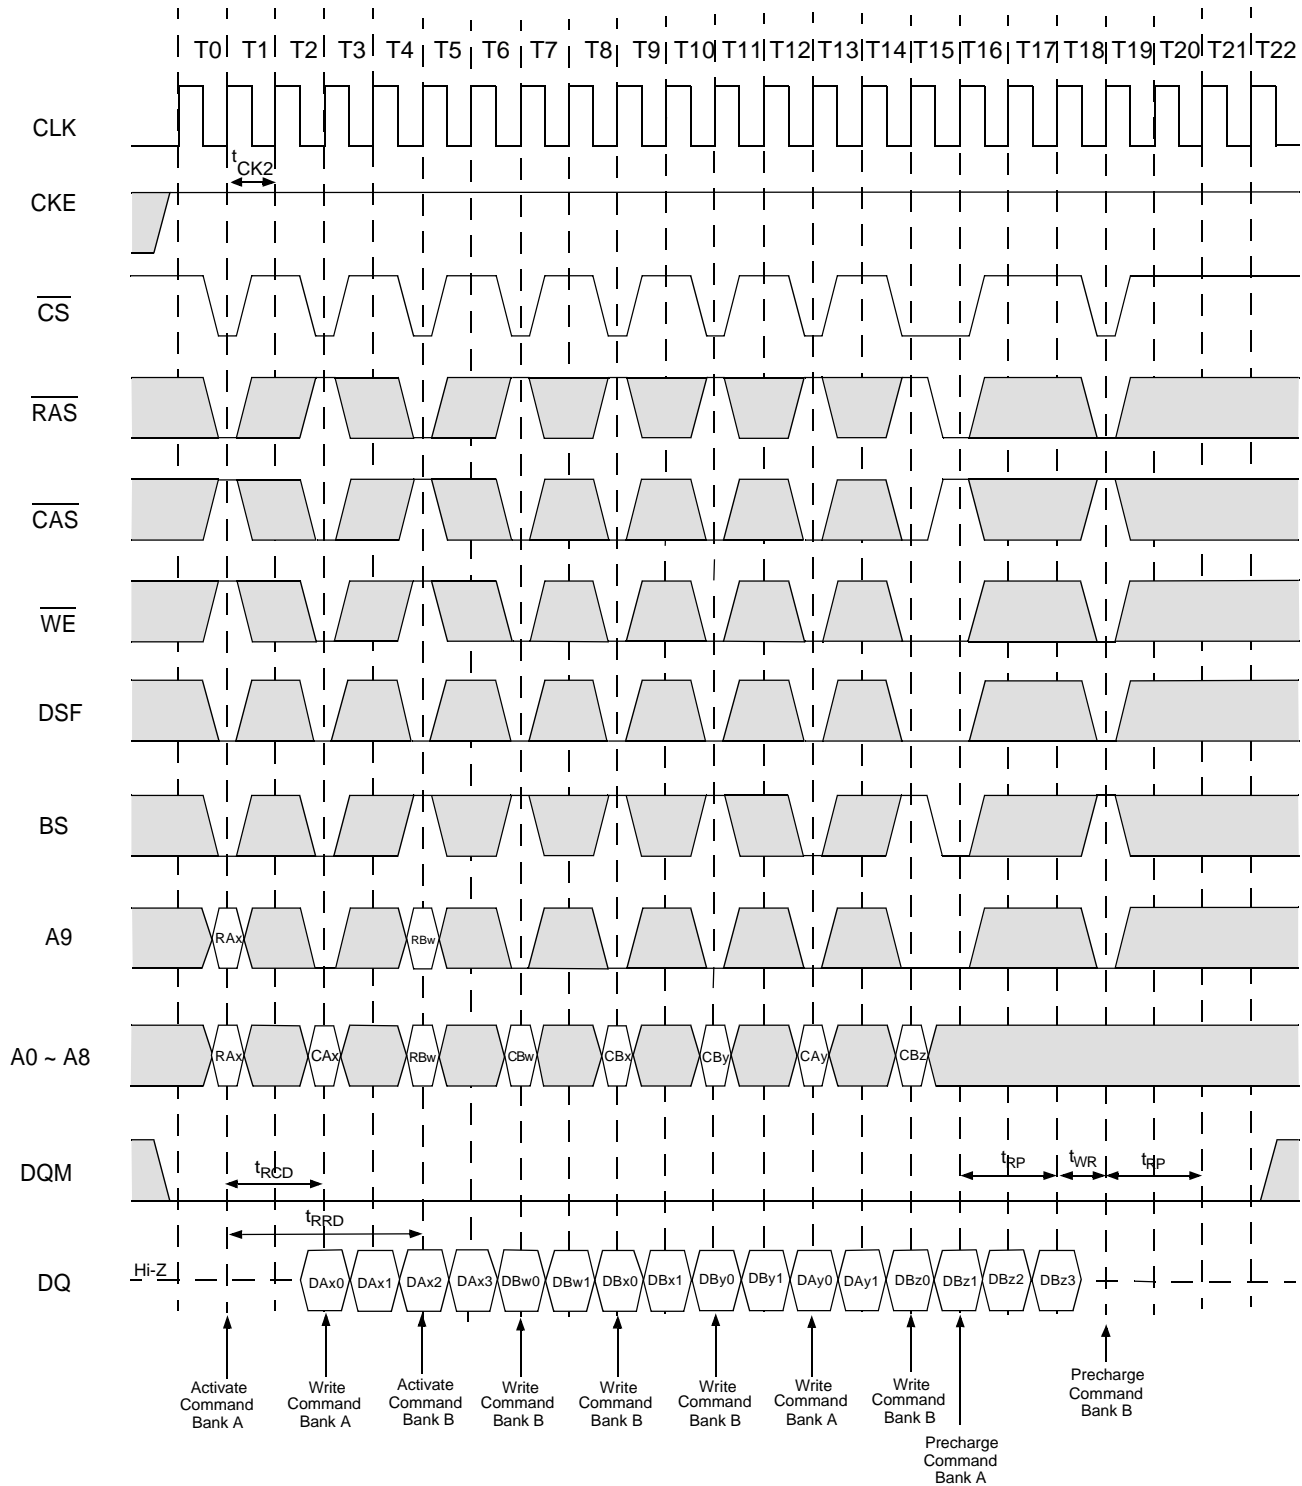 T0 T1 T2 T3 T4 T5 T6 T7 T8 T9 T10 T11 T12 T13 T14 T15 T16 T17 T18 T19 T20 T21 T22
CLK
tCK2
CKE
CS
RAS
CAS
WE
DSF
BS
A9
RAx RBw
A0 ~ A8
RAx CAx RBw CBw CBx CBy CAy CBz
DQM
tRCD tRP tWR tRP
tRRD
DQ
Hi-Z
DAx0 DAx1 DAx2 DAx3 DBw0 DBw1 DBx0 DBx1 DBy0 DBy1 DAy0 DAy1 DBz0 DBz1 DBz2 DBz3
Activate
Command
Bank A
Write
Command
Bank A
Activate
Command
Bank B
Write
Command
Bank B
Write
Command
Bank B
Write
Command
Bank B
Write
Command
Bank A
Write
Command
Bank B
Precharge
Command
Bank A
Precharge
Command
Bank B